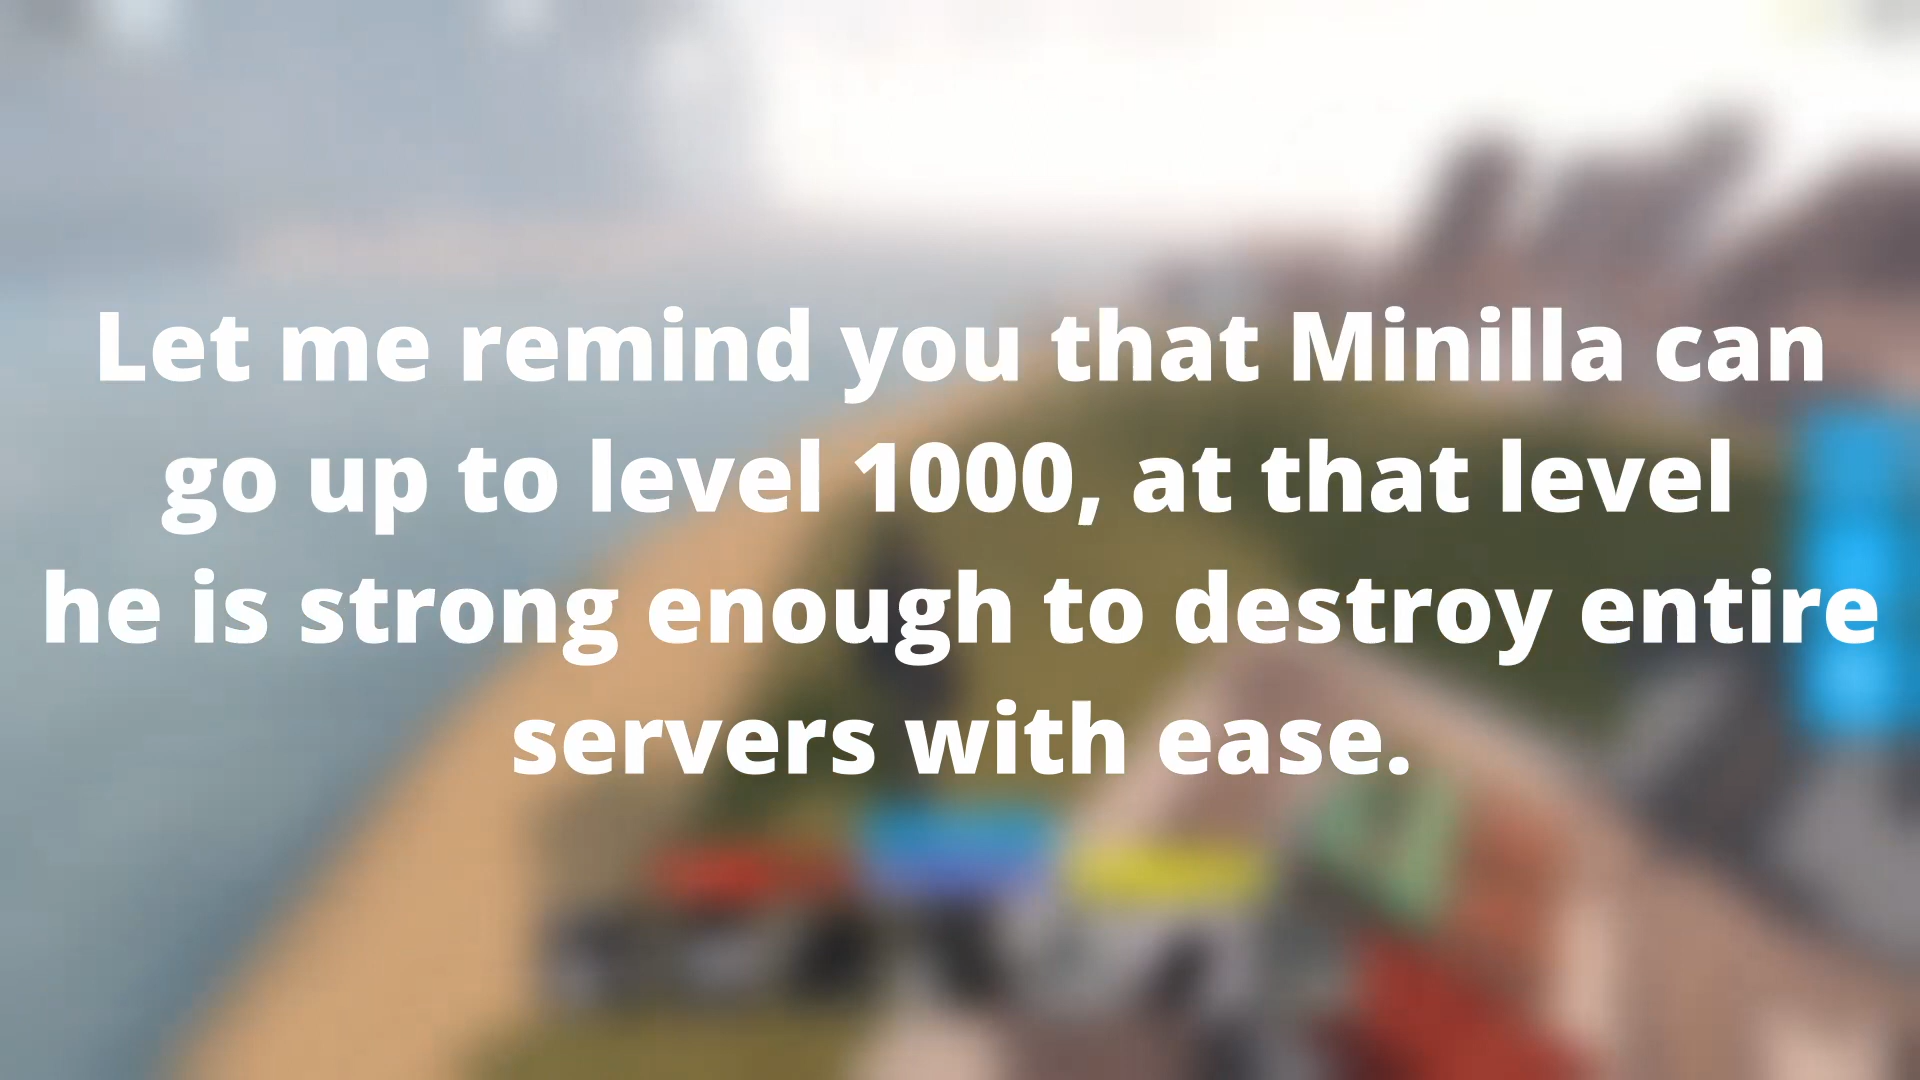 Let me remind you that Minilla can
go up to level 1000, at that level
he is strong enough to destroy entire
servers with ease.